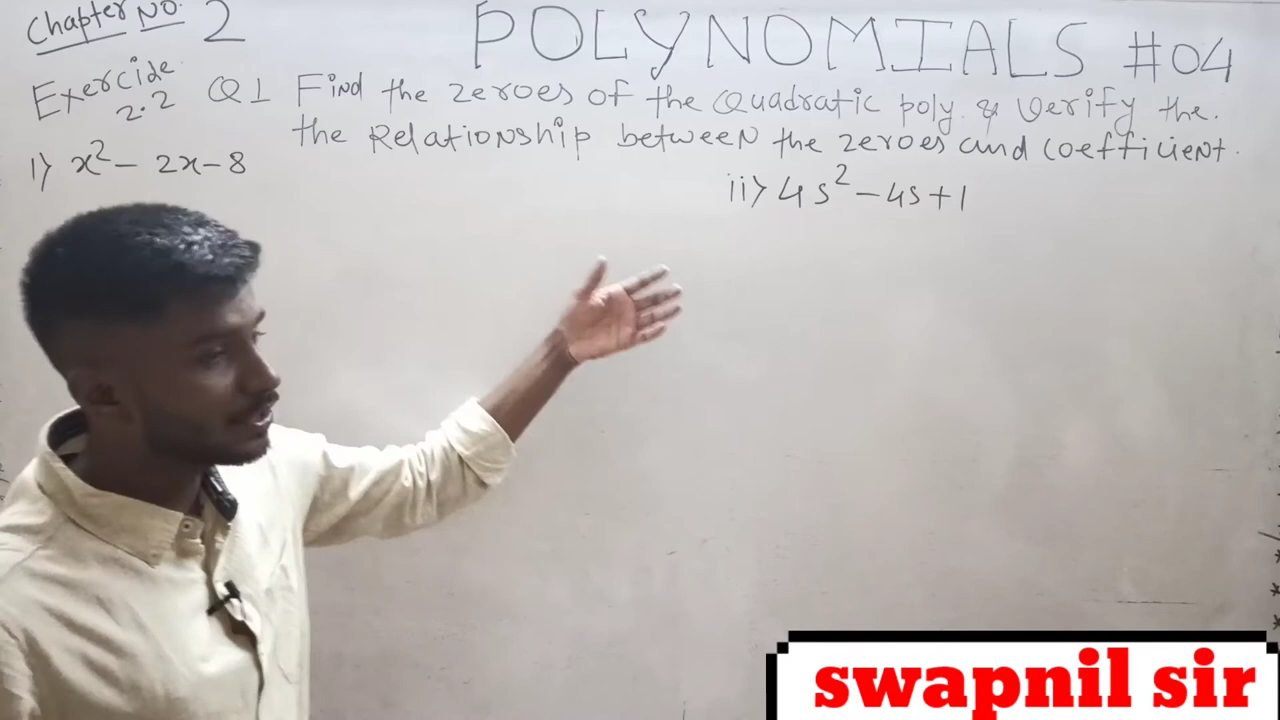 Chapter No. 2
POLYNOMIALS #04
Exercise 2.2
Q1 Find the zeroes of the Quadratic poly. & Verify the.
the Relationship between the zeroes and coefficient.
i) x² - 2x - 8
ii) 4s² - 4s + 1
swapnil sir